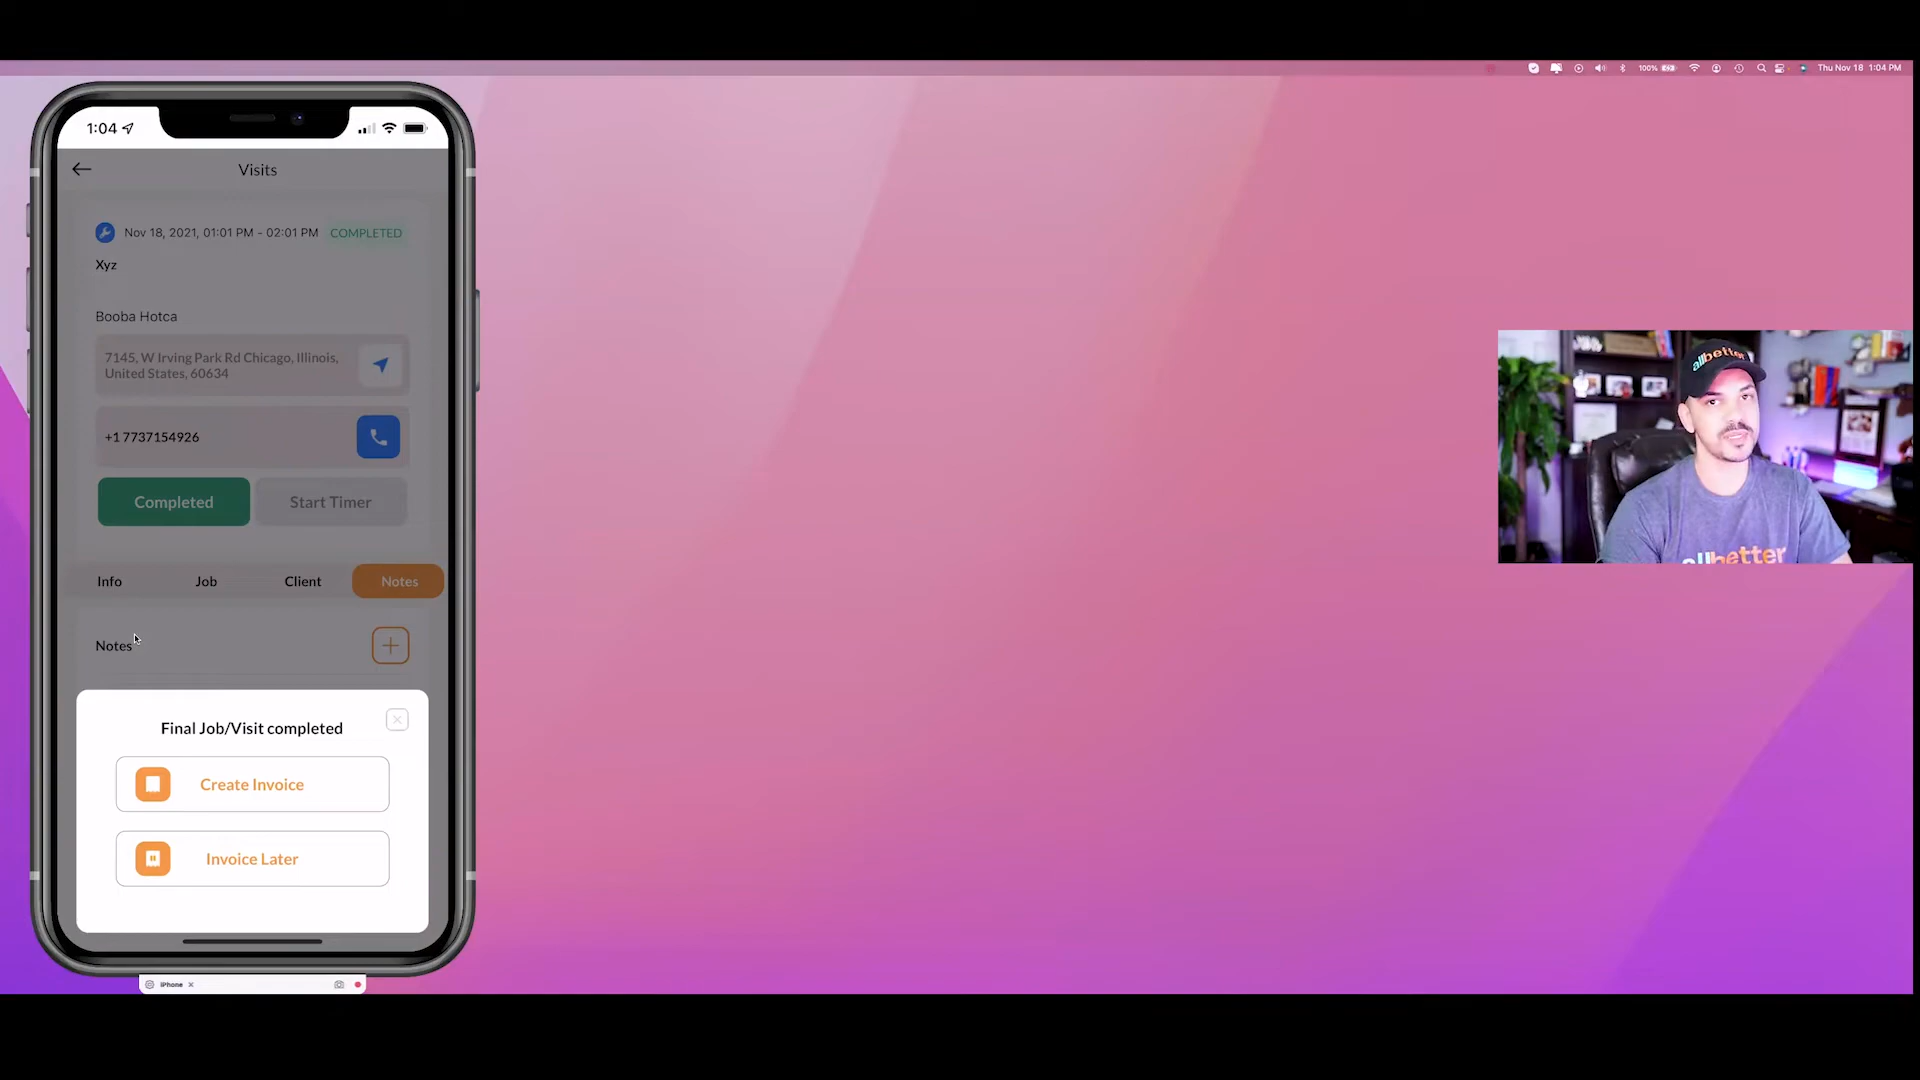 100%
Thu Nov 18 1:04 PM
1:04
Visits
Nov 18, 2021, 01:01 PM - 02:01 PM COMPLETED
Xyz
Booba Hotca
7145, W Irving Park Rd Chicago, Illinois,
United States, 60634
+1 7737154926
Completed Start Timer
Info Job Client Notes
Notes
Final Job/Visit completed
Create Invoice
Invoice Later
iPhone
allbetter
allbetter